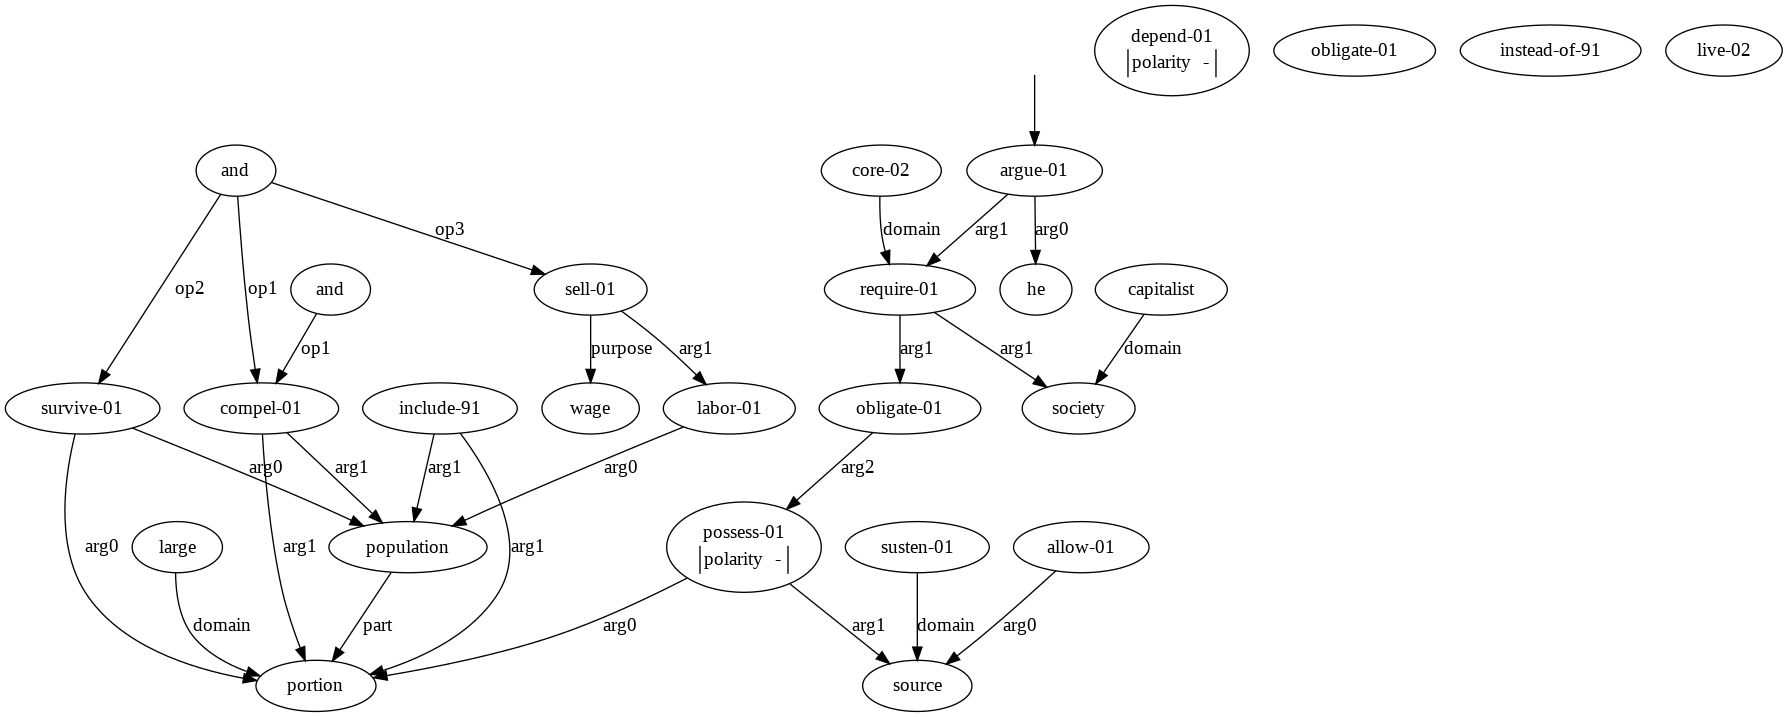 depend-01
polarity -
obligate-01
instead-of-91
live-02
and
core-02
argue-01
op3
domain
arg1
arg0
op2
op1
and
sell-01
require-01
he
capitalist
op1
purpose
arg1
arg1
arg1
domain
survive-01
compel-01
include-91
wage
labor-01
obligate-01
society
arg0
arg1
arg1
arg0
arg2
large
population
possess-01
polarity -
susten-01
allow-01
arg0
arg1
arg1
domain
part
arg0
arg1
domain
arg0
portion
source